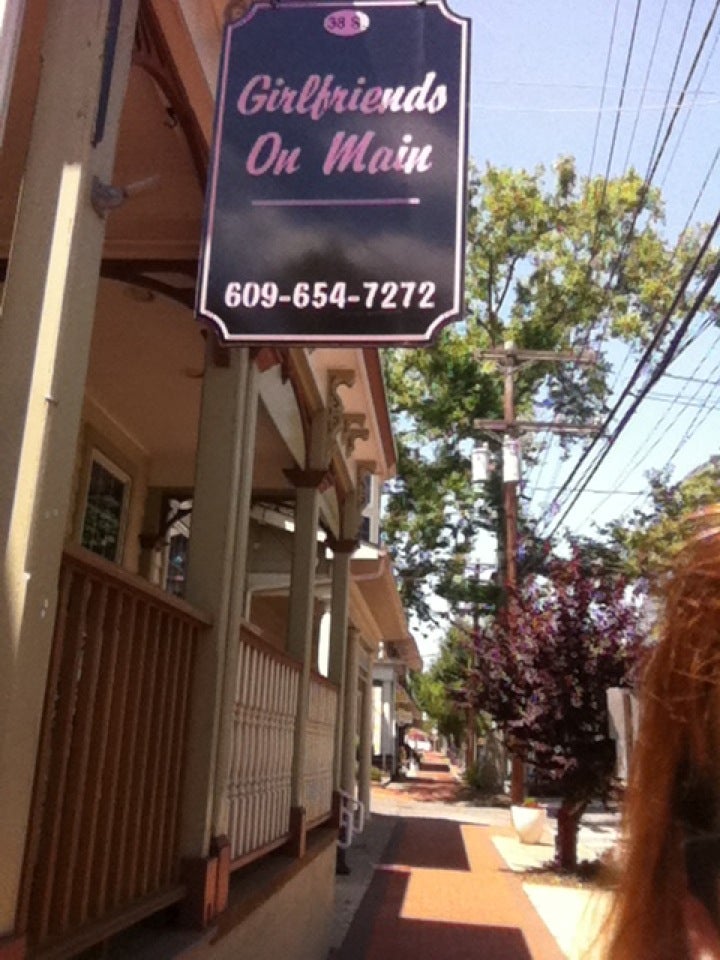 38 S
Girlfriends
On Main
609-654-7272